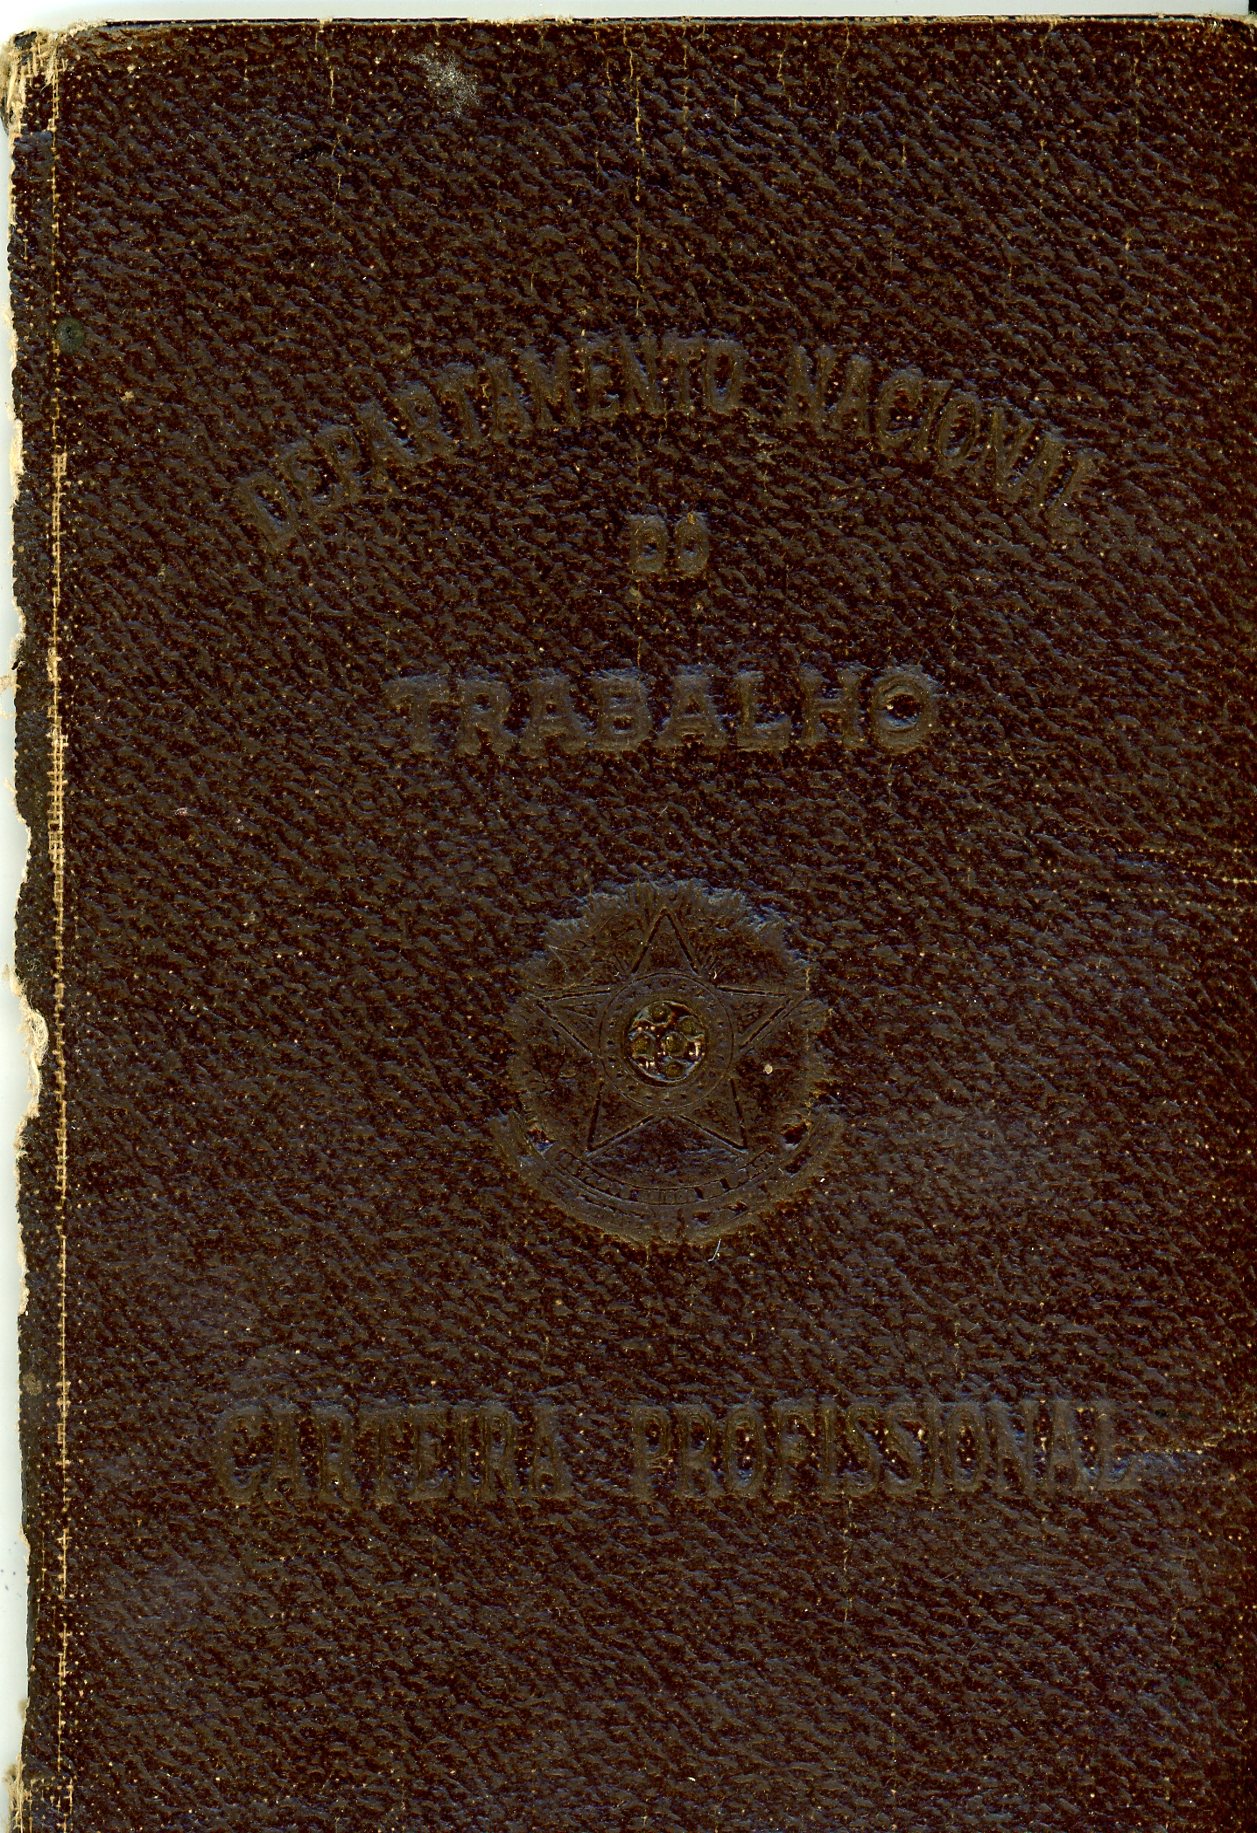 DEPARTAMENTO NACIONAL
DO
TRABALHO
CARTEIRA PROFISSIONAL